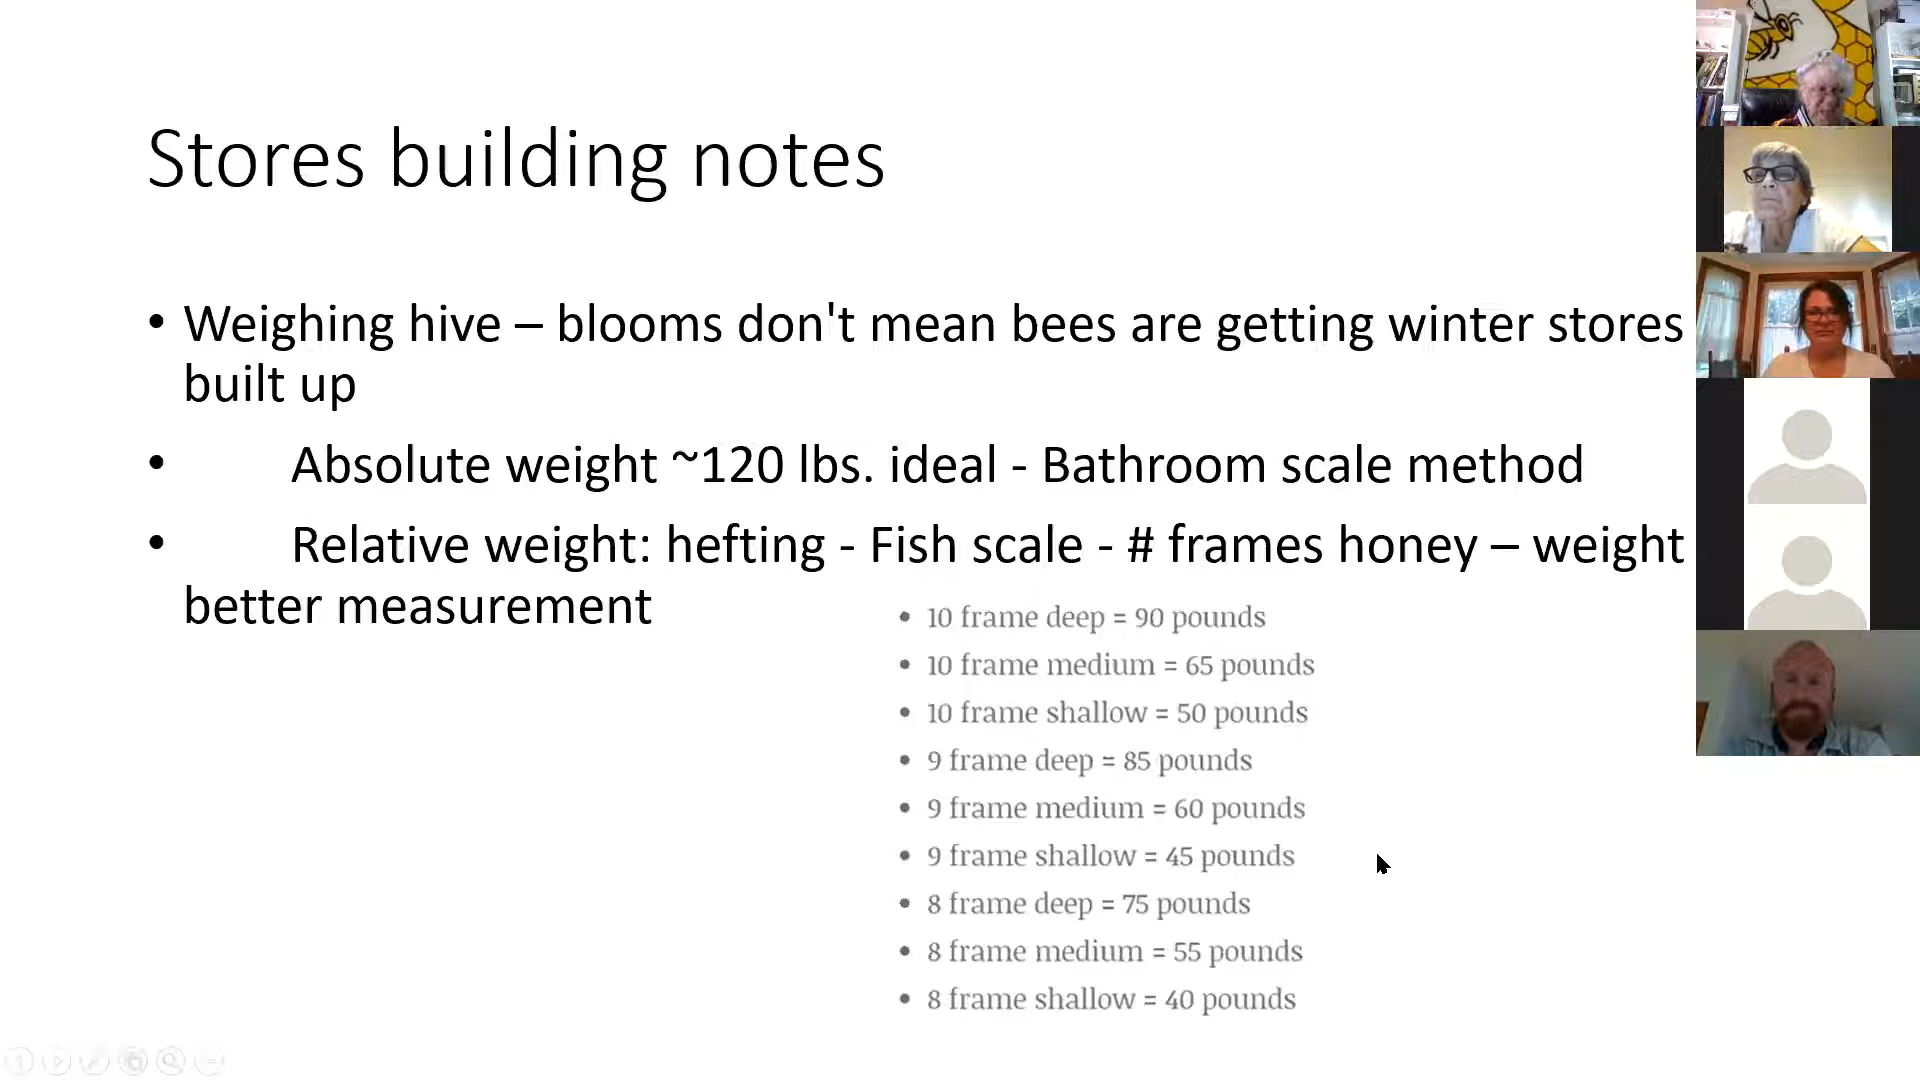 Stores building notes
• Weighing hive – blooms don't mean bees are getting winter stores
built up
• Absolute weight ~120 lbs. ideal - Bathroom scale method
• Relative weight: hefting - Fish scale - # frames honey – weight
better measurement
• 10 frame deep = 90 pounds
• 10 frame medium = 65 pounds
• 10 frame shallow = 50 pounds
• 9 frame deep = 85 pounds
• 9 frame medium = 60 pounds
• 9 frame shallow = 45 pounds
• 8 frame deep = 75 pounds
• 8 frame medium = 55 pounds
• 8 frame shallow = 40 pounds